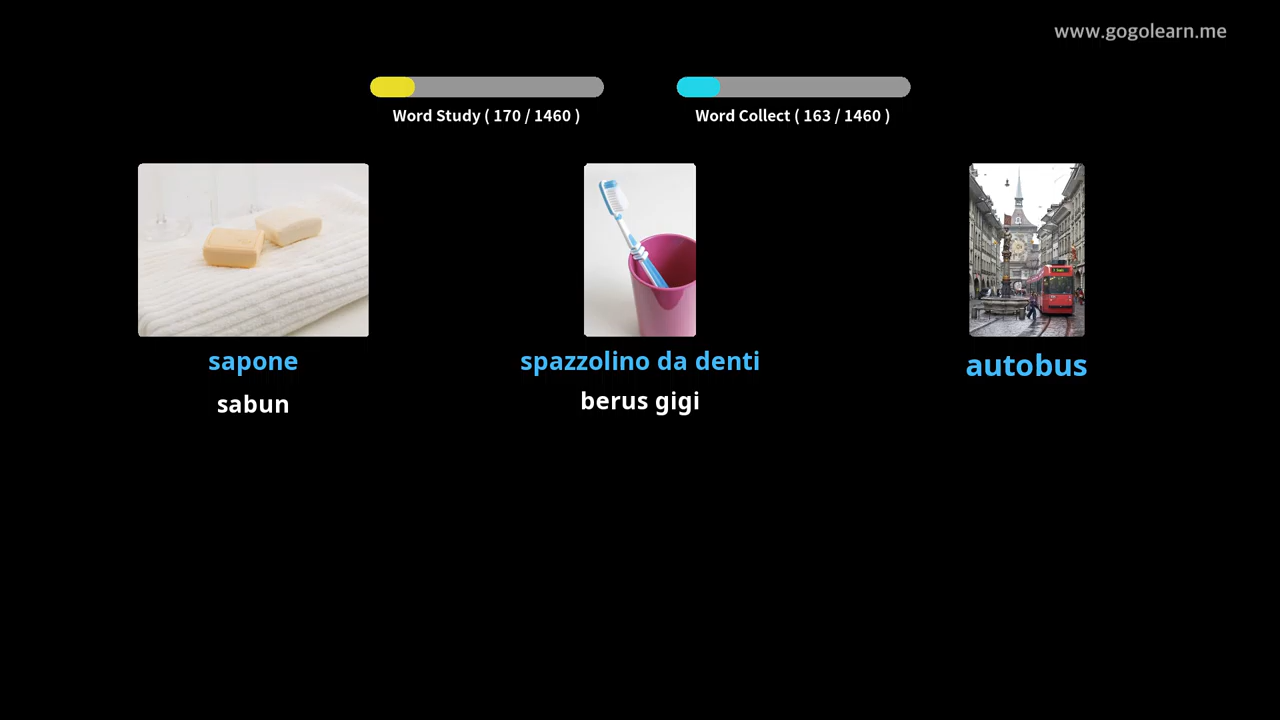 www.gogolearn.me
Word Study ( 170 / 1460 )
Word Collect ( 163 / 1460 )
sapone
spazzolino da denti
autobus
sabun
berus gigi